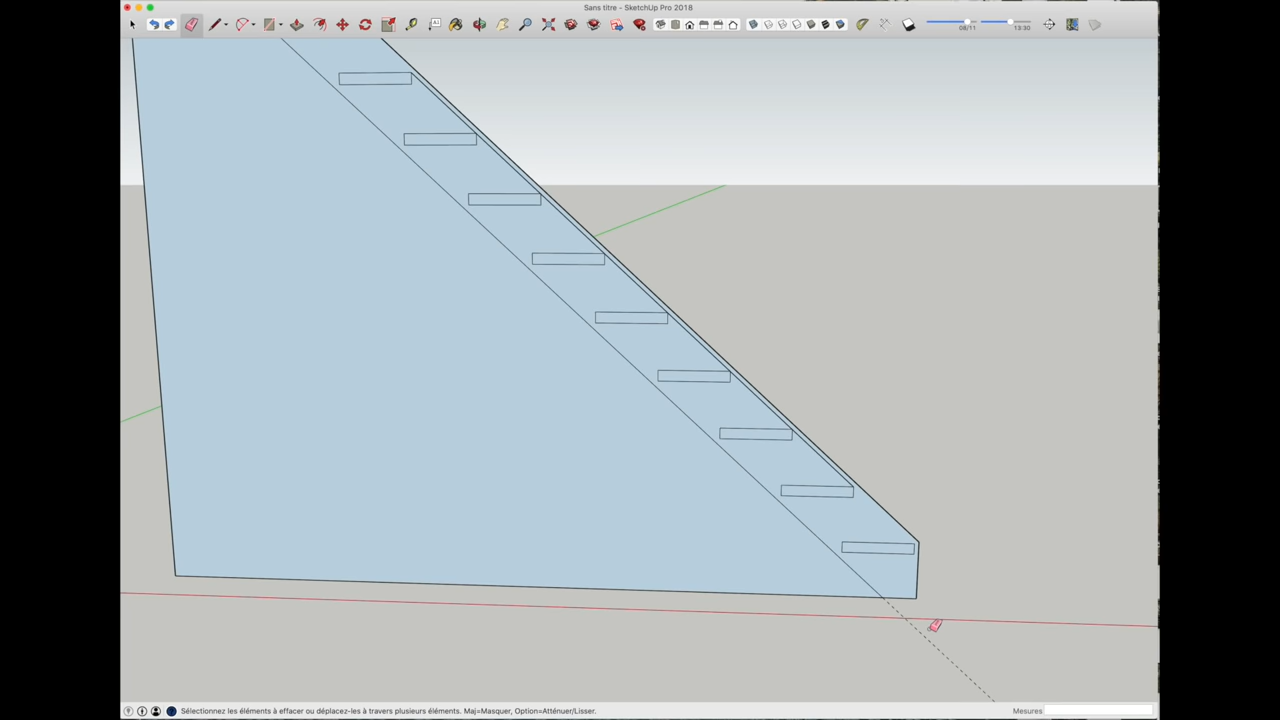 Sans titre - SketchUp Pro 2018
08/11
13:30
Sélectionnez les éléments à effacer ou déplacez-les à travers plusieurs éléments. Maj=Masquer, Option=Atténuer/Lisser.
Mesures